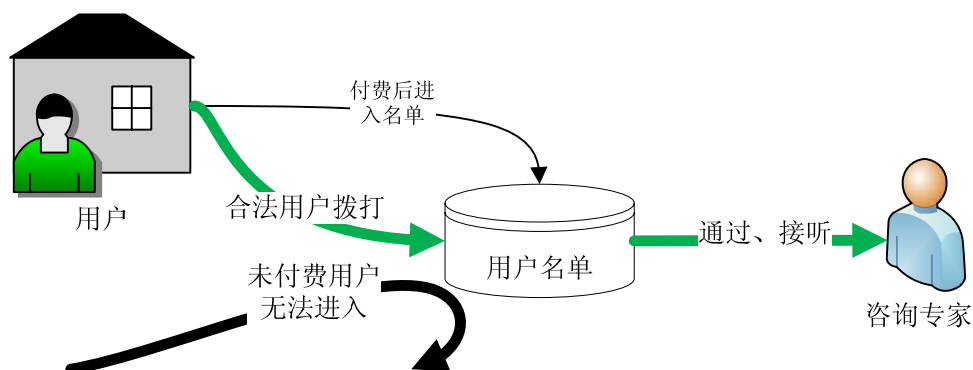 付费后进
入名单
用户
合法用户拨打
通过、接听
用户名单
未付费用户
无法进入
咨询专家